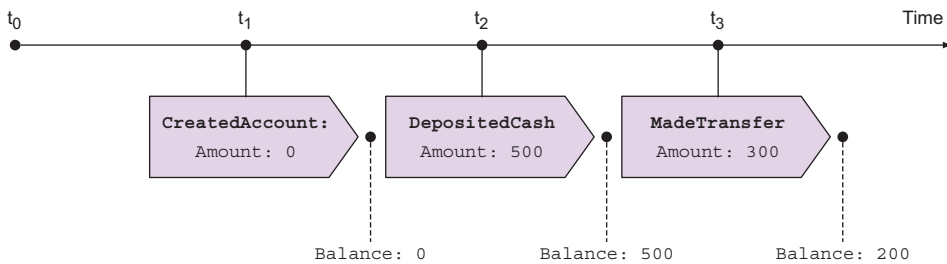 t0 t1 t2 t3 Time
CreatedAccount: DepositedCash MadeTransfer
Amount: 0 Amount: 500 Amount: 300
Balance: 0 Balance: 500 Balance: 200